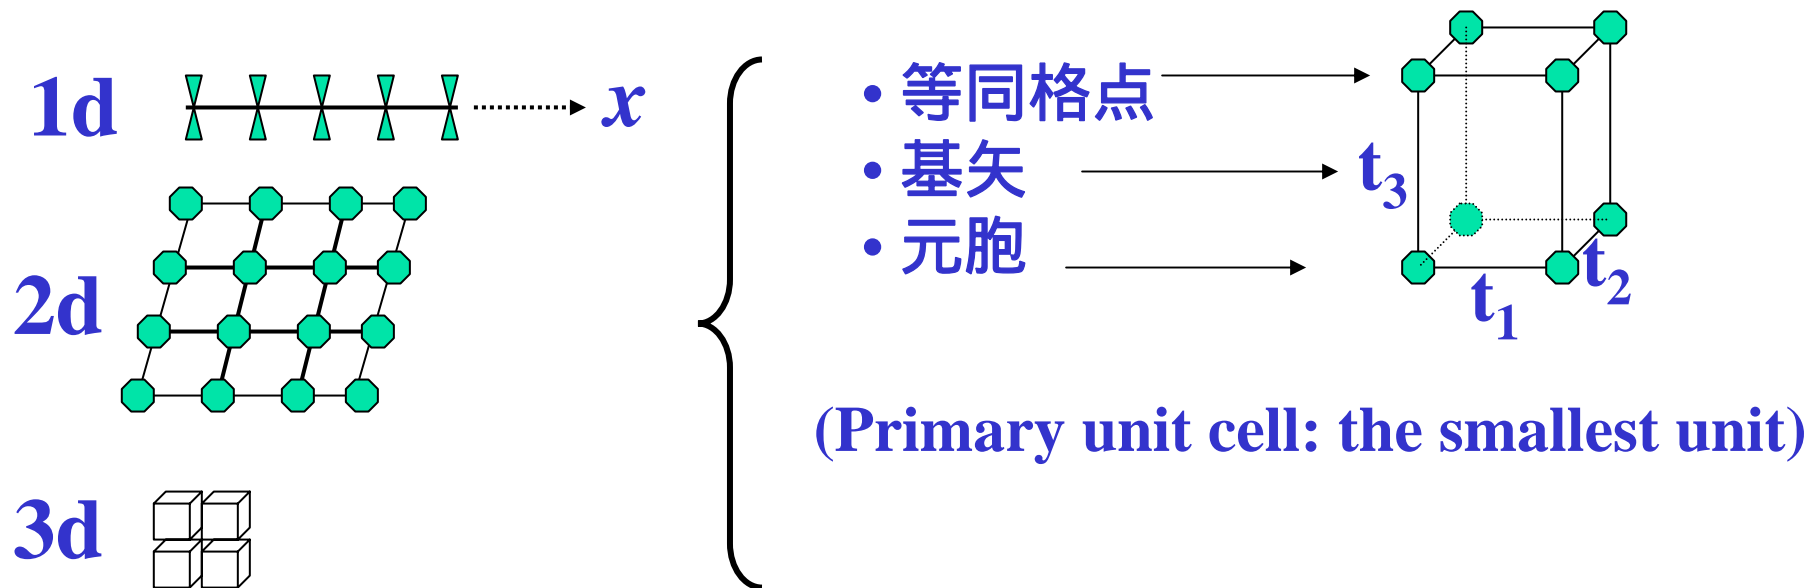 1d
x
2d
3d
• 等同格点
• 基矢
• 元胞
t3
t2
t1
(Primary unit cell: the smallest unit)